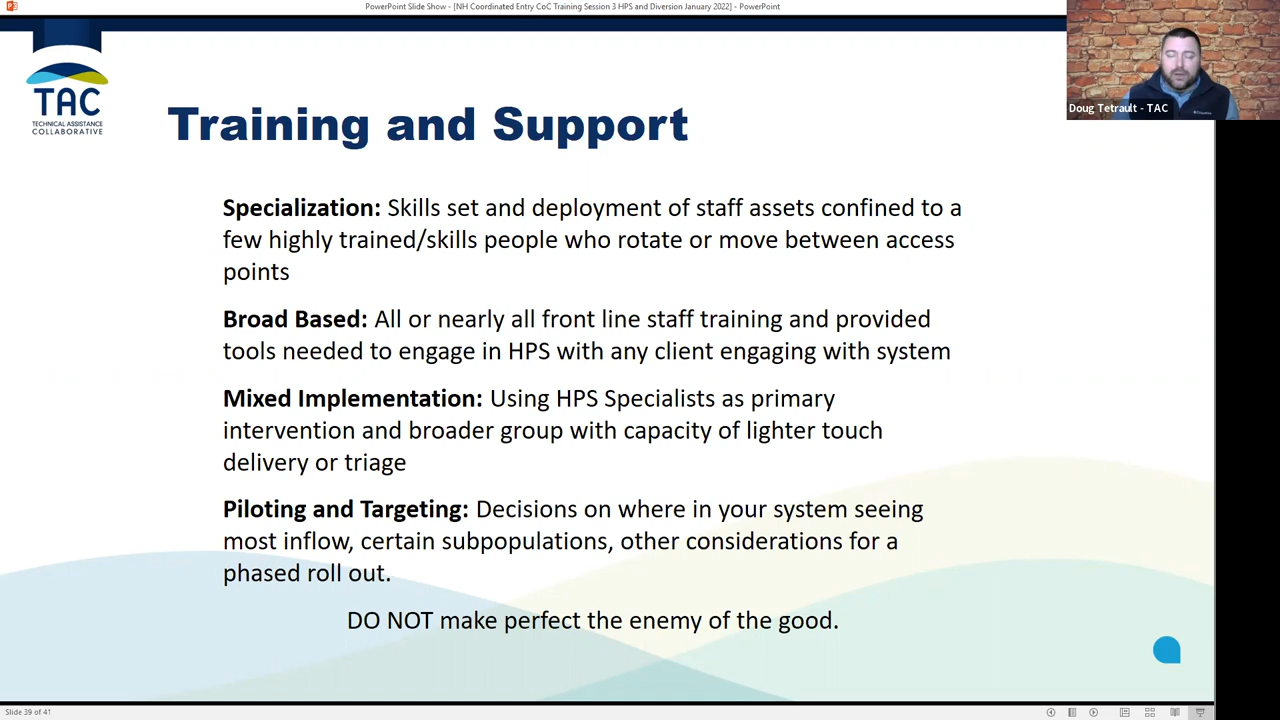 PowerPoint Slide Show - [NH Coordinated Entry CoC Training Session 3 HPS and Diversion January 2022] - PowerPoint
TAC
TECHNICAL ASSISTANCE
COLLABORATIVE
Doug Tetrault - TAC
Training and Support
Specialization: Skills set and deployment of staff assets confined to a
few highly trained/skills people who rotate or move between access
points
Broad Based: All or nearly all front line staff training and provided
tools needed to engage in HPS with any client engaging with system
Mixed Implementation: Using HPS Specialists as primary
intervention and broader group with capacity of lighter touch
delivery or triage
Piloting and Targeting: Decisions on where in your system seeing
most inflow, certain subpopulations, other considerations for a
phased roll out.
DO NOT make perfect the enemy of the good.
Slide 39 of 41